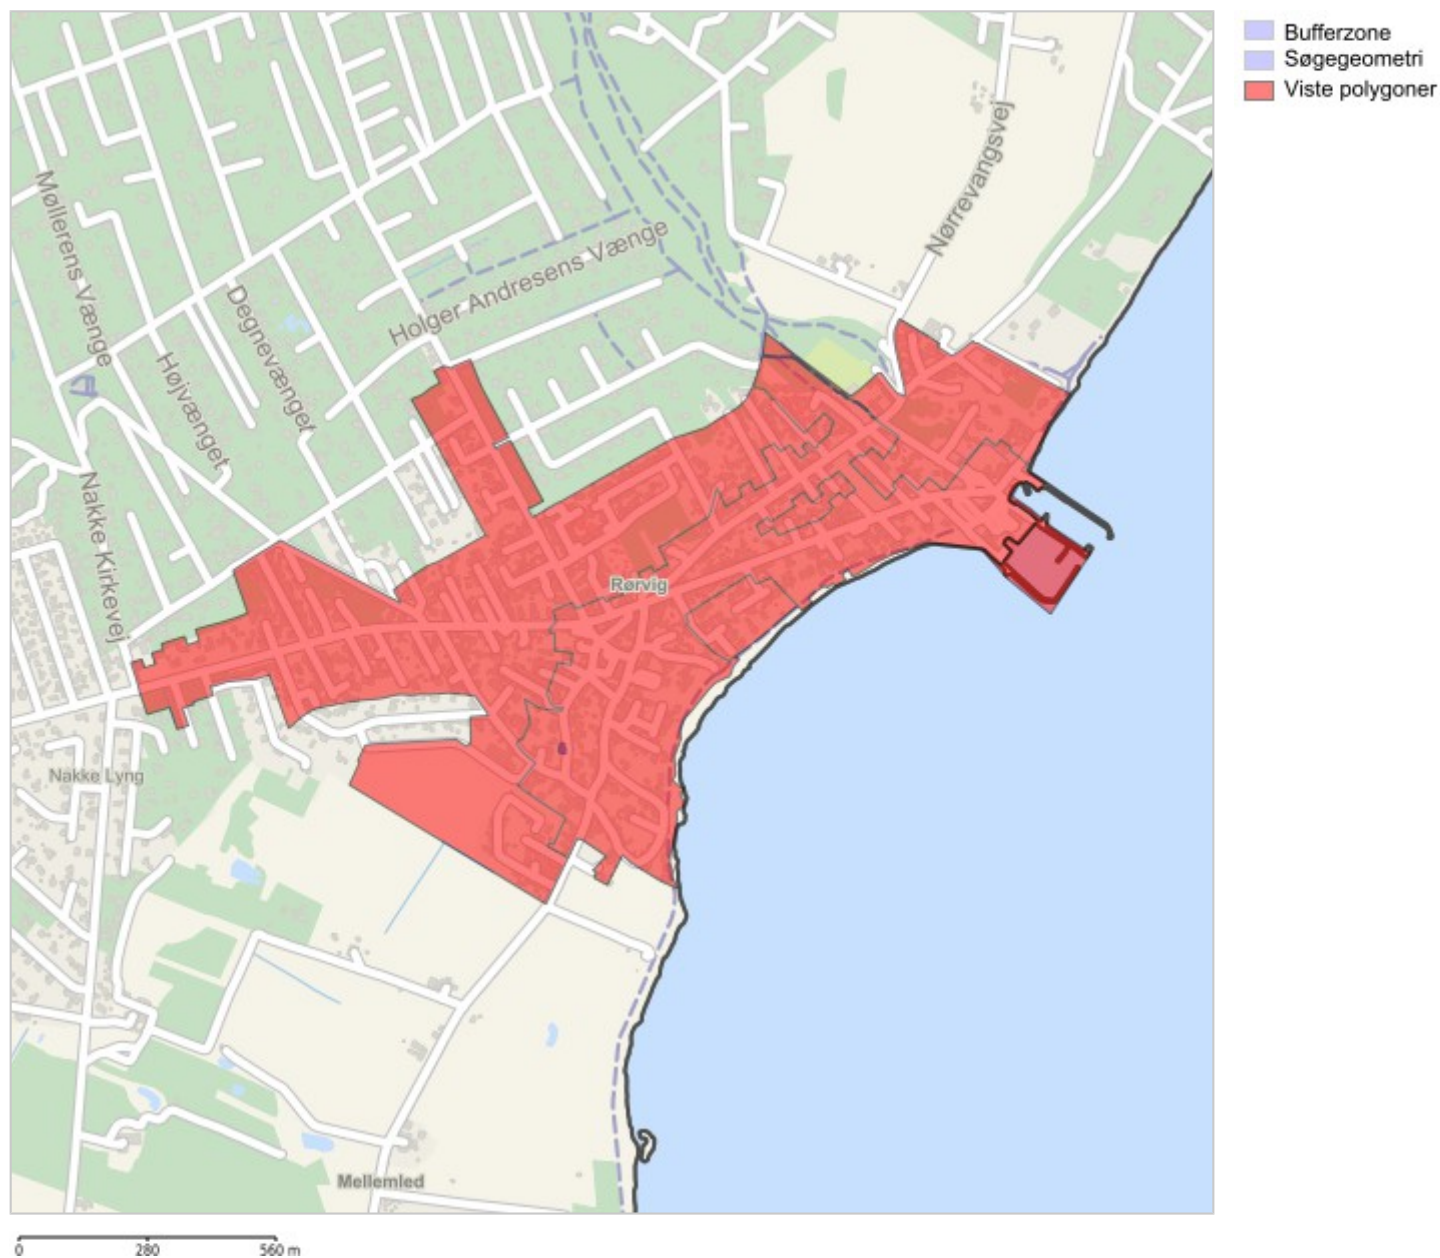 Bufferzone
Søgegeometri
Viste polygoner
Nørrevangsvej
Møllerens Vænge
Holger Andresens Vænge
Degnevænget
Højvænget
Nakke Kirkevej
Rørvig
Nakke Lyng
Mellemled
0 280 560 m